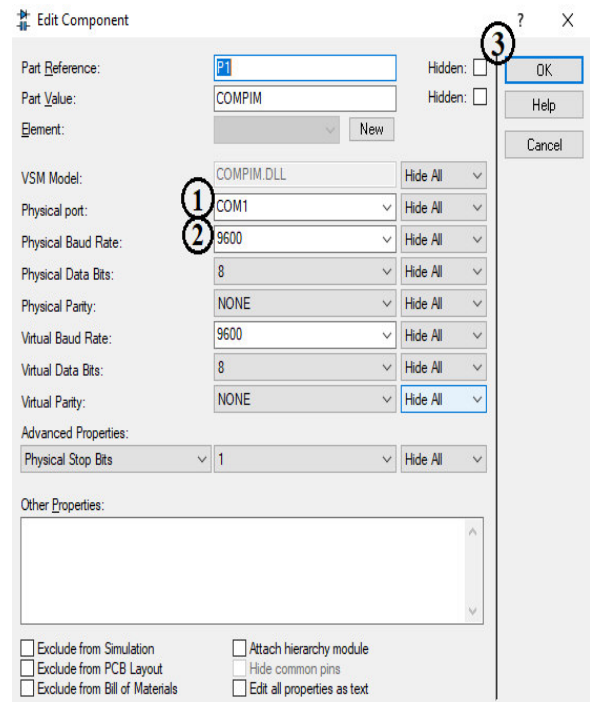 Edit Component ? X
3
Part Reference: P1 Hidden: OK
Part Value: COMPIM Hidden: Help
Element: New Cancel
VSM Model: COMPIM.DLL Hide All
Physical port: 1 COM1 Hide All
Physical Baud Rate: 2 9600 Hide All
Physical Data Bits: 8 Hide All
Physical Parity: NONE Hide All
Virtual Baud Rate: 9600 Hide All
Virtual Data Bits: 8 Hide All
Virtual Parity: NONE Hide All
Advanced Properties:
Physical Stop Bits 1 Hide All
Other Properties:
Exclude from Simulation Attach hierarchy module
Exclude from PCB Layout Hide common pins
Exclude from Bill of Materials Edit all properties as text